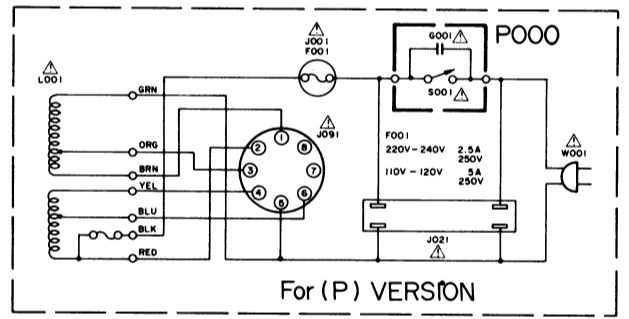 J001
F001
G001
P000
L001
S001
GRN
J091
1
2
8
F001
W001
ORG
220V-240V 2.5A
250V
3
7
BRN
110V-120V 5A
250V
YEL
4
6
BLU
5
BLK
J021
RED
For (P) VERSION